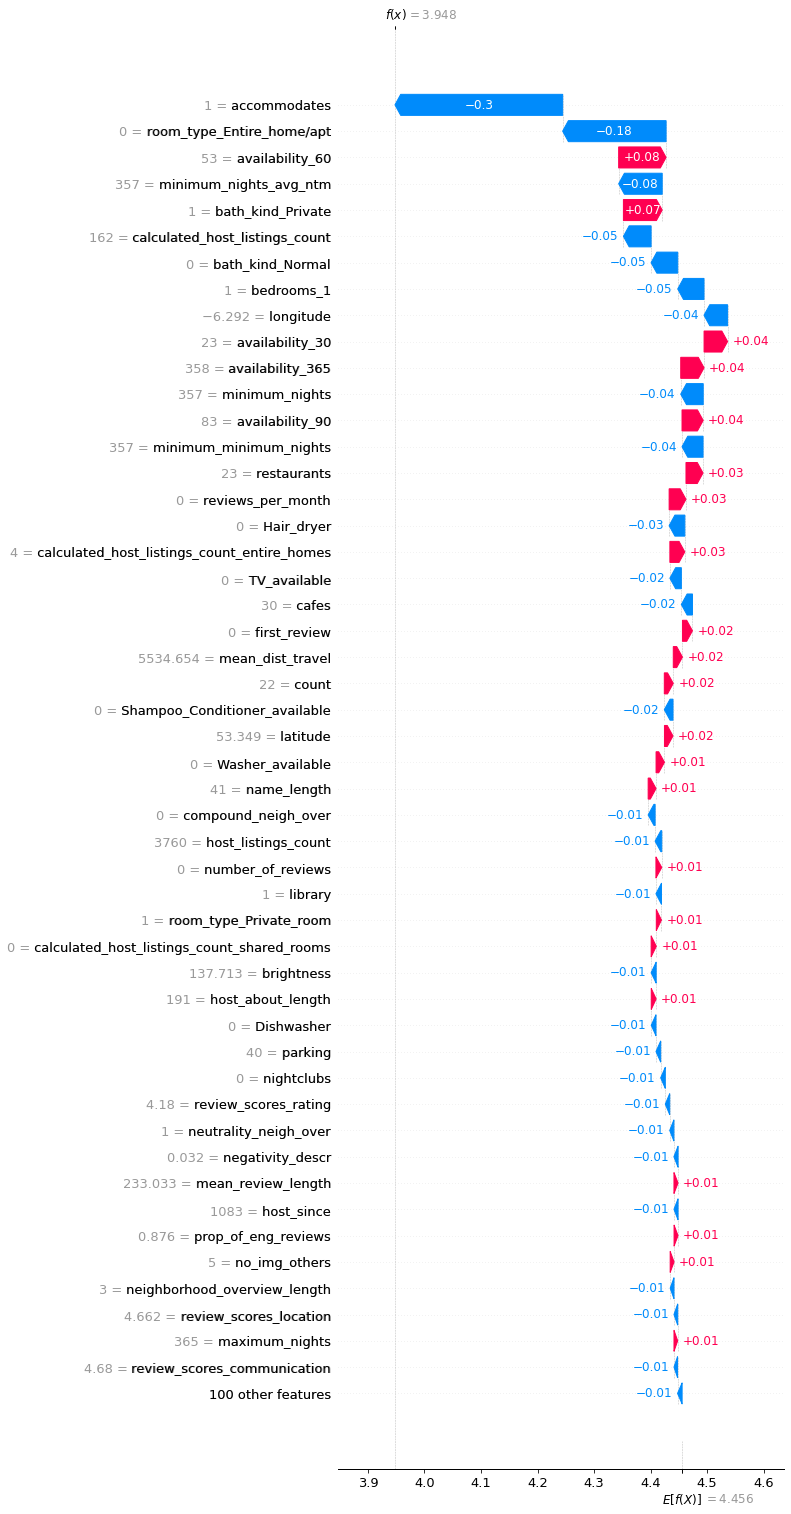 f(x) = 3.948
1 = accommodates −0.3
0 = room_type_Entire_home/apt −0.18
53 = availability_60 +0.08
357 = minimum_nights_avg_ntm −0.08
1 = bath_kind_Private +0.07
162 = calculated_host_listings_count −0.05
0 = bath_kind_Normal −0.05
1 = bedrooms_1 −0.05
−6.292 = longitude −0.04
23 = availability_30 +0.04
358 = availability_365 +0.04
357 = minimum_nights −0.04
83 = availability_90 +0.04
357 = minimum_minimum_nights −0.04
23 = restaurants +0.03
0 = reviews_per_month +0.03
0 = Hair_dryer −0.03
4 = calculated_host_listings_count_entire_homes +0.03
0 = TV_available −0.02
30 = cafes −0.02
0 = first_review +0.02
5534.654 = mean_dist_travel +0.02
22 = count +0.02
0 = Shampoo_Conditioner_available −0.02
53.349 = latitude +0.02
0 = Washer_available +0.01
41 = name_length +0.01
0 = compound_neigh_over −0.01
3760 = host_listings_count −0.01
0 = number_of_reviews +0.01
1 = library −0.01
1 = room_type_Private_room +0.01
0 = calculated_host_listings_count_shared_rooms +0.01
137.713 = brightness −0.01
191 = host_about_length +0.01
0 = Dishwasher −0.01
40 = parking −0.01
0 = nightclubs −0.01
4.18 = review_scores_rating −0.01
1 = neutrality_neigh_over −0.01
0.032 = negativity_descr −0.01
233.033 = mean_review_length +0.01
1083 = host_since −0.01
0.876 = prop_of_eng_reviews +0.01
5 = no_img_others +0.01
3 = neighborhood_overview_length −0.01
4.662 = review_scores_location −0.01
365 = maximum_nights +0.01
4.68 = review_scores_communication −0.01
100 other features −0.01
3.9 4.0 4.1 4.2 4.3 4.4 4.5 4.6
E[f(X)] = 4.456